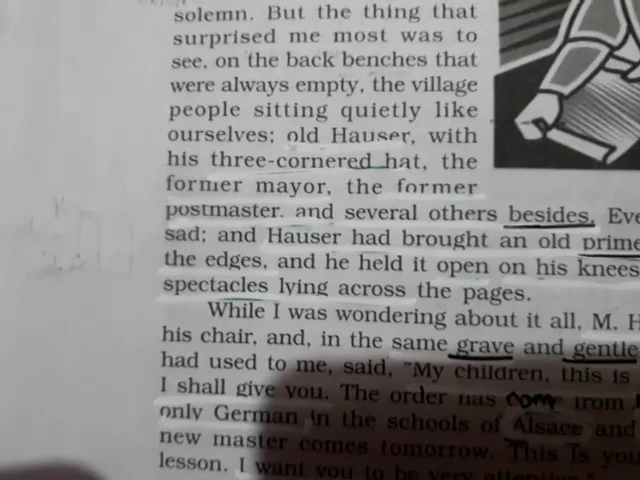 solemn. But the thing that
surprised me most was to
see, on the back benches that
were always empty, the village
people sitting quietly like
ourselves; old Hauser, with
his three-cornered hat, the
former mayor, the former
postmaster, and several others besides. Eve
sad; and Hauser had brought an old prime
the edges, and he held it open on his knees
spectacles lying across the pages.
While I was wondering about it all, M. H
his chair, and, in the same grave and gentle
had used to me, said, "My children, this is
I shall give you. The order has come from
only German in the schools of Alsace and
new master comes tomorrow. This is you
lesson. I want you to be very attentive."